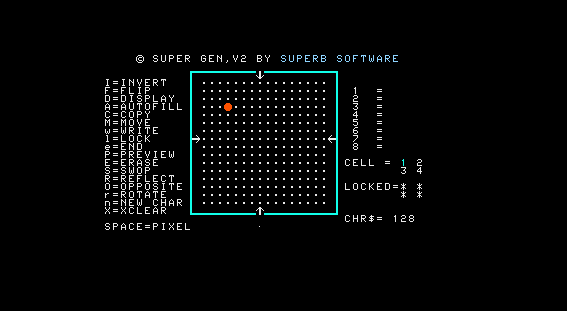 © SUPER GEN,V2 BY SUPERB SOFTWARE
I=INVERT
F=FLIP
D=DISPLAY
A=AUTOFILL
C=COPY
M=MOVE
w=WRITE
l=LOCK
e=END
P=PREVIEW
E=ERASE
S=SWOP
R=REFLECT
O=OPPOSITE
r=ROTATE
n=NEW CHAR
X=XCLEAR
SPACE=PIXEL
1 =
2 =
3 =
4 =
5 =
6 =
7 =
8 =
CELL = 1 2
3 4
LOCKED=* *
* *
CHR$= 128